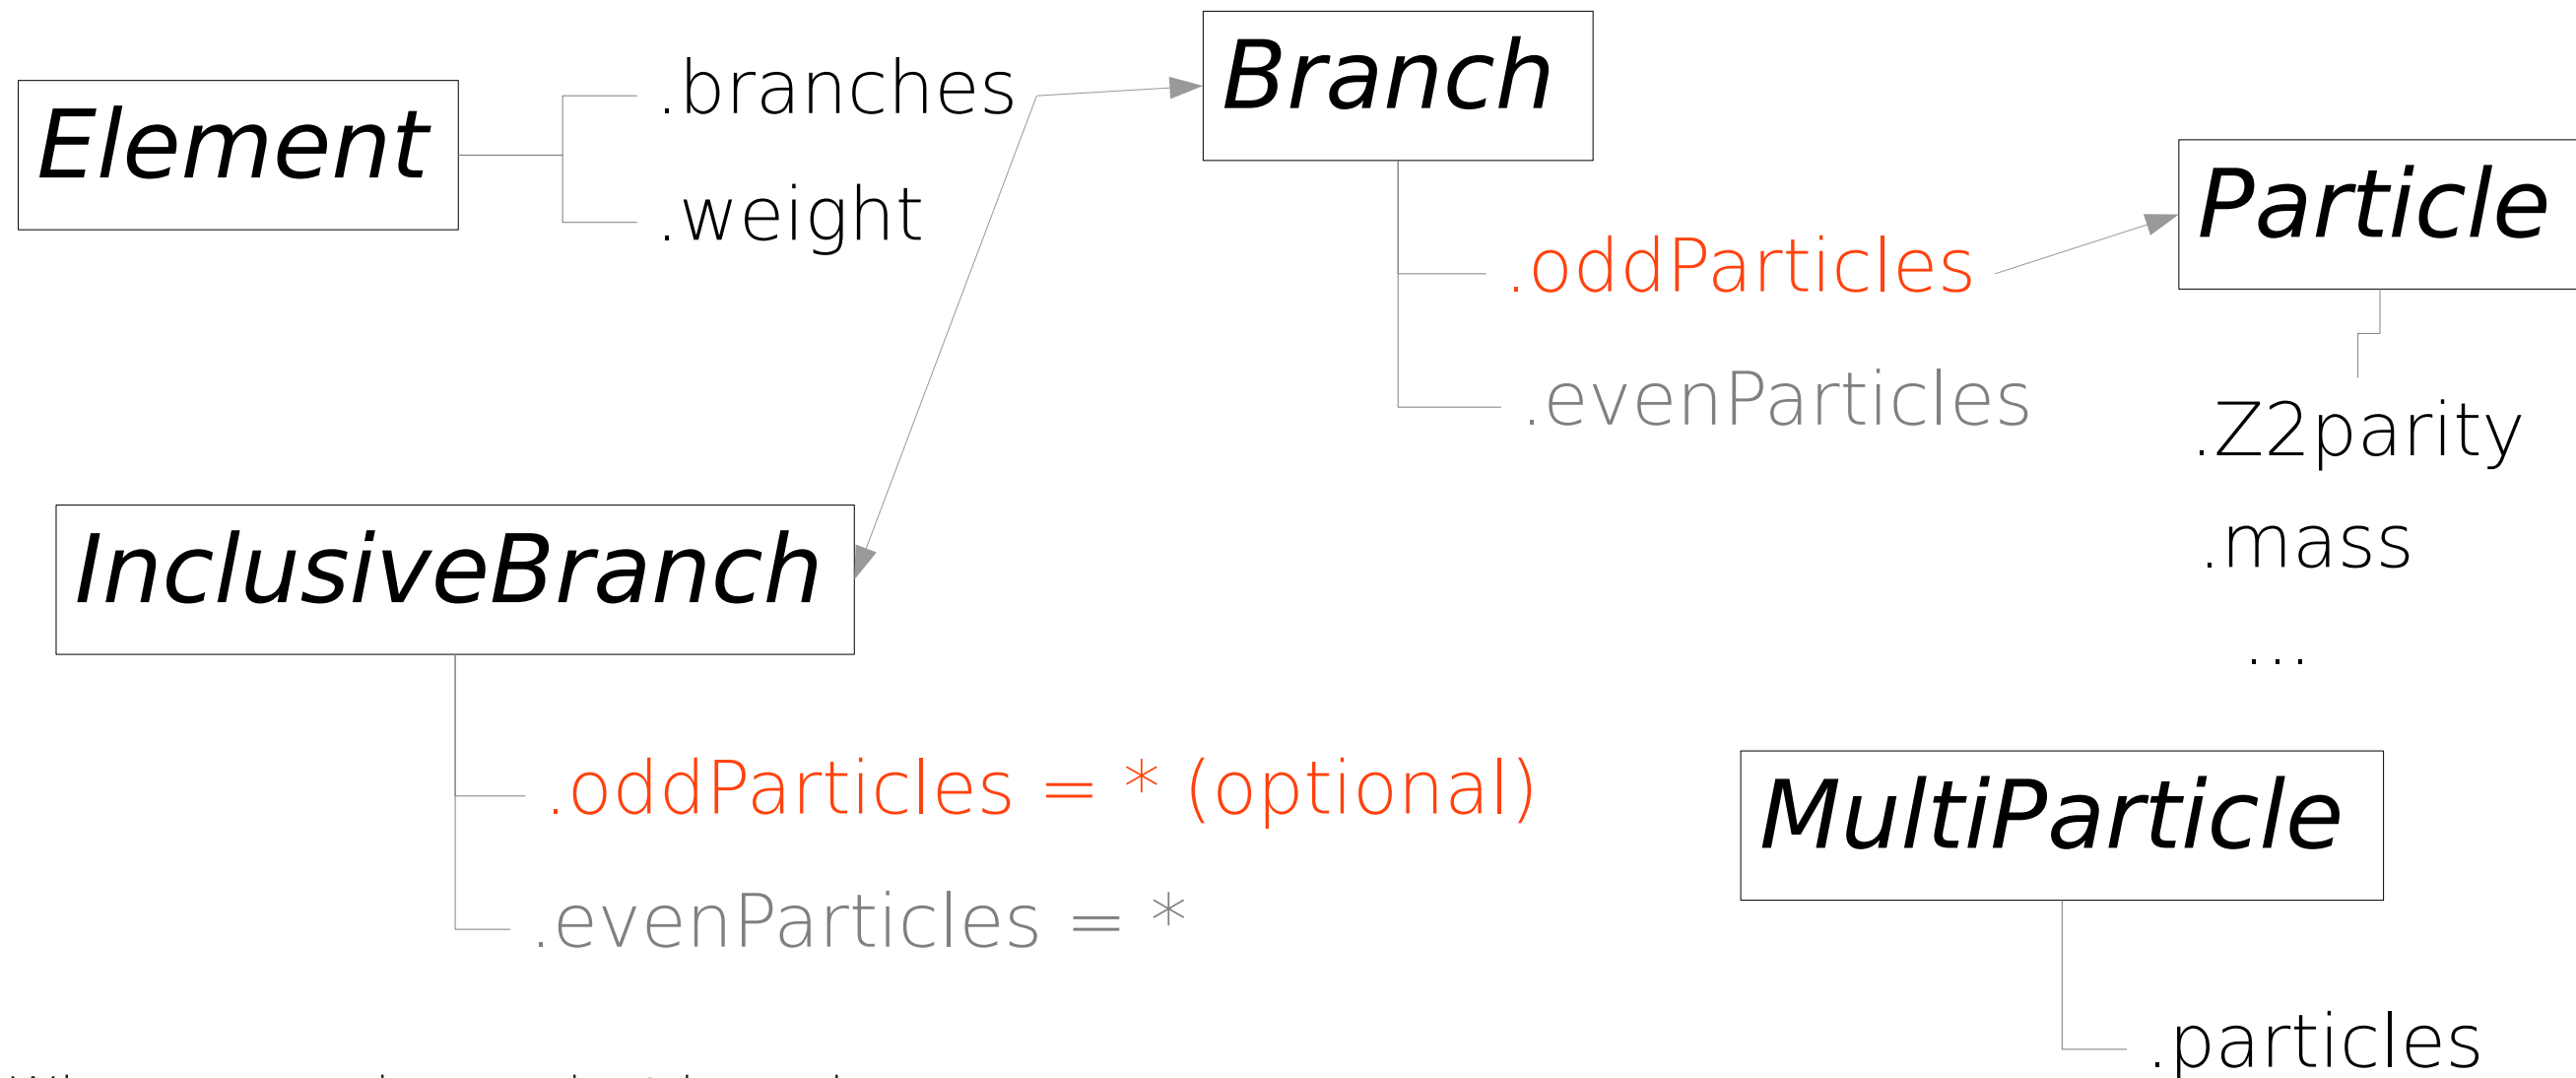 Element
.branches
.weight
Branch
.oddParticles
.evenParticles
Particle
.Z2parity
.mass
...
InclusiveBranch
.oddParticles = * (optional)
.evenParticles = *
MultiParticle
.particles